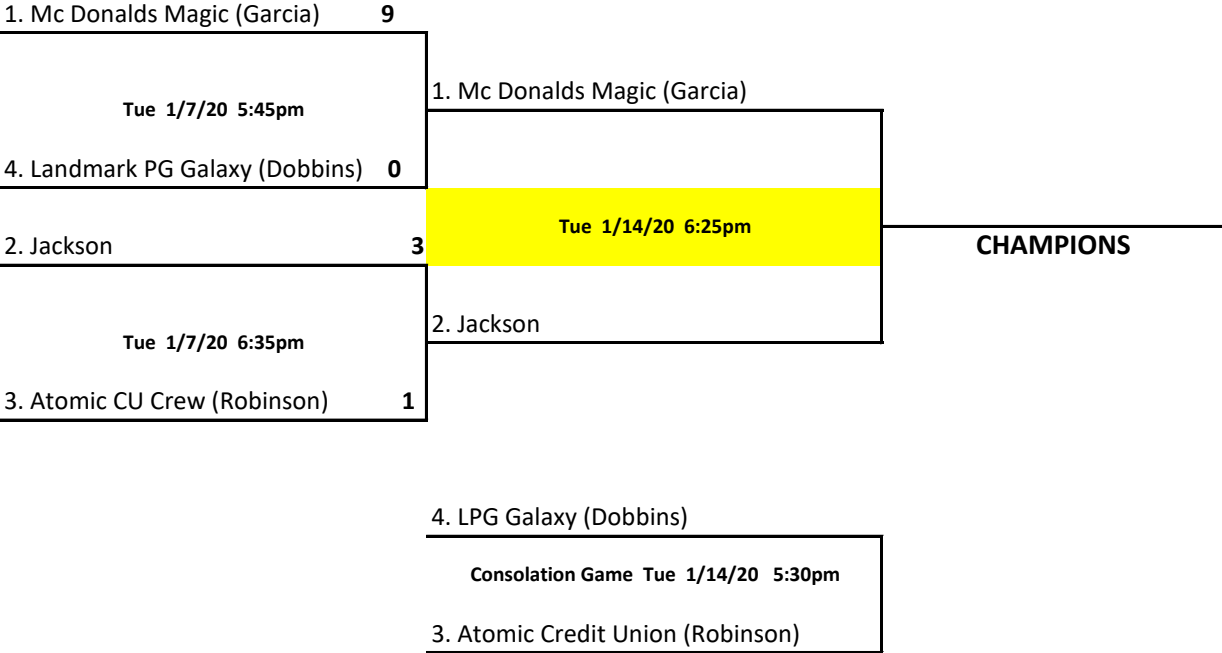 1. Mc Donalds Magic (Garcia) 9
Tue 1/7/20 5:45pm
4. Landmark PG Galaxy (Dobbins) 0
2. Jackson 3
Tue 1/7/20 6:35pm
3. Atomic CU Crew (Robinson) 1
1. Mc Donalds Magic (Garcia)
Tue 1/14/20 6:25pm
2. Jackson
CHAMPIONS
4. LPG Galaxy (Dobbins)
Consolation Game Tue 1/14/20 5:30pm
3. Atomic Credit Union (Robinson)